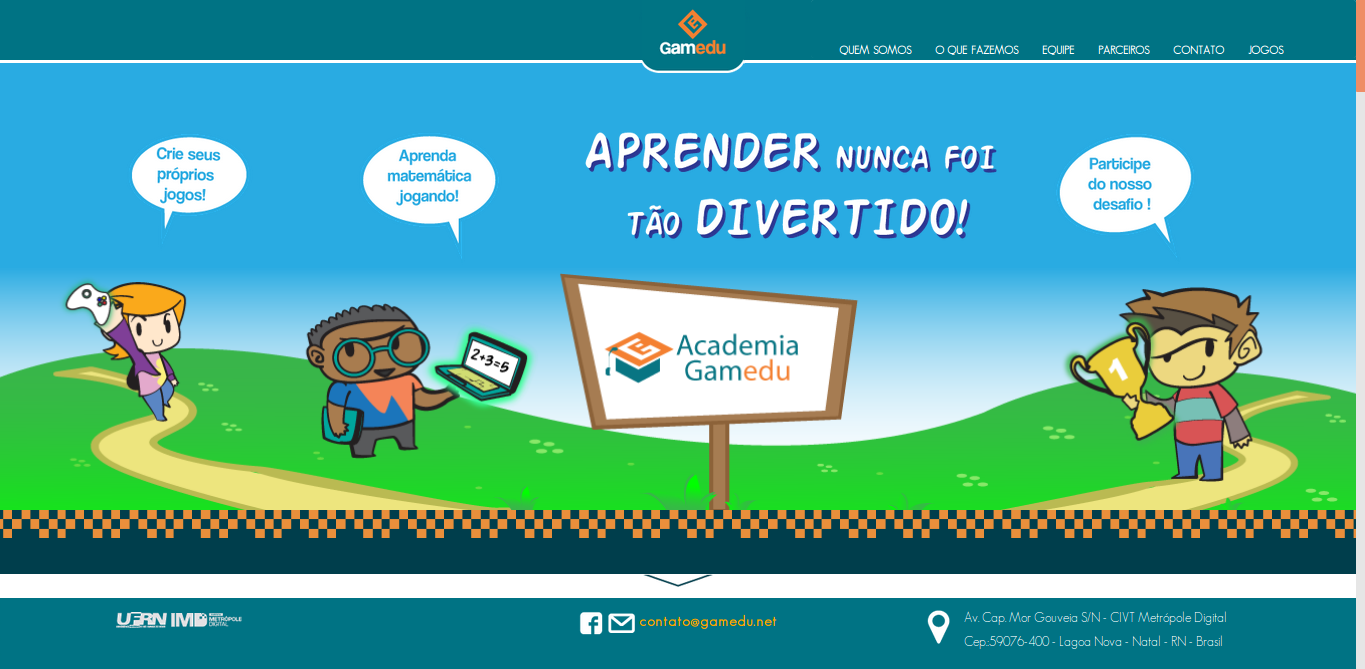 Gamedu
QUEM SOMOS O QUE FAZEMOS EQUIPE PARCEIROS CONTATO JOGOS
Crie seus
próprios
jogos!
Aprenda
matemática
jogando!
APRENDER NUNCA FOI
TÃO DIVERTIDO!
Participe
do nosso
desafio !
2+3=5
Academia
Gamedu
1
UFRN IMD METRÓPOLE
DIGITAL
contato@gamedu.net
Av. Cap. Mor Gouveia S/N - CIVT Metrópole Digital
Cep.:59076-400 - Lagoa Nova - Natal - RN - Brasil